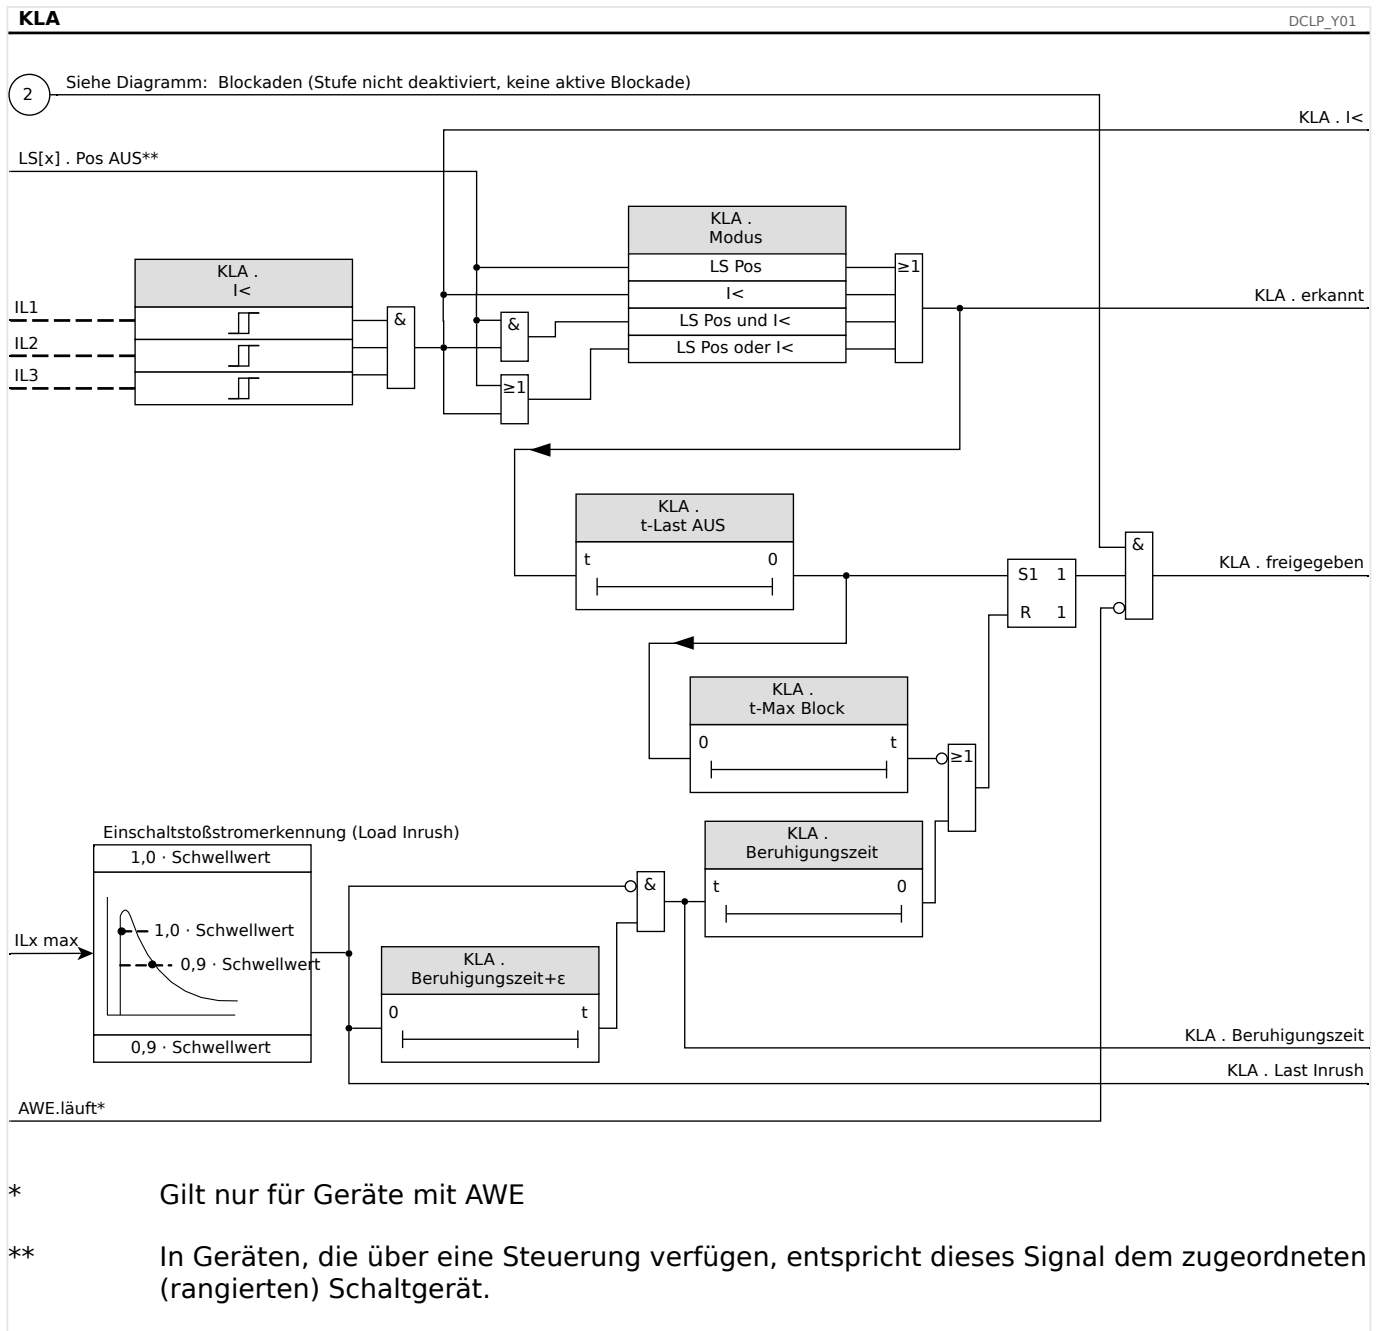 KLA
DCLP_Y01
2
Siehe Diagramm: Blockaden (Stufe nicht deaktiviert, keine aktive Blockade)
KLA . I<
LS[x] . Pos AUS**
KLA .
Modus
LS Pos
I<
LS Pos und I<
LS Pos oder I<
≥1
KLA .
I<
IL1
IL2
IL3
&
&
≥1
KLA . erkannt
KLA .
t-Last AUS
t 0
&
S1 1
R 1
KLA . freigegeben
KLA .
t-Max Block
0 t
≥1
Einschaltstoßstromerkennung (Load Inrush)
1,0 · Schwellwert
1,0 · Schwellwert
0,9 · Schwellwert
0,9 · Schwellwert
ILx max
&
KLA .
Beruhigungszeit
t 0
KLA .
Beruhigungszeit+ε
0 t
KLA . Beruhigungszeit
KLA . Last Inrush
AWE.läuft*
* Gilt nur für Geräte mit AWE
** In Geräten, die über eine Steuerung verfügen, entspricht dieses Signal dem zugeordneten
(rangierten) Schaltgerät.